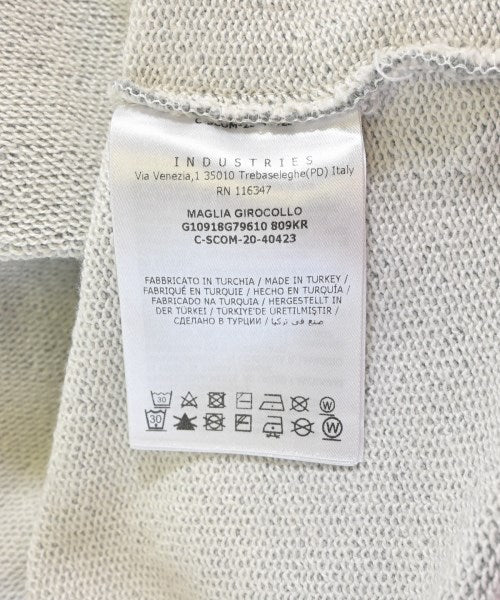 INDUSTRIES
Via Venezia,1 35010 Trebaseleghe(PD) Italy
RN 116347
MAGLIA GIROCOLLO
G10918G79610 809KR
C-SCOM-20-40423
FABBRICATO IN TURCHIA / MADE IN TURKEY /
FABRIQUÉ EN TURQUIE / HECHO EN TURQUÍA /
FABRICADO NA TURQUIA / HERGESTELLT IN
DER TÜRKEI / TÜRKIYE'DE ÜRETILMIŞTIR /
СДЕЛАНО В ТУРЦИИ / صنع في تركيا
30 W
30 W